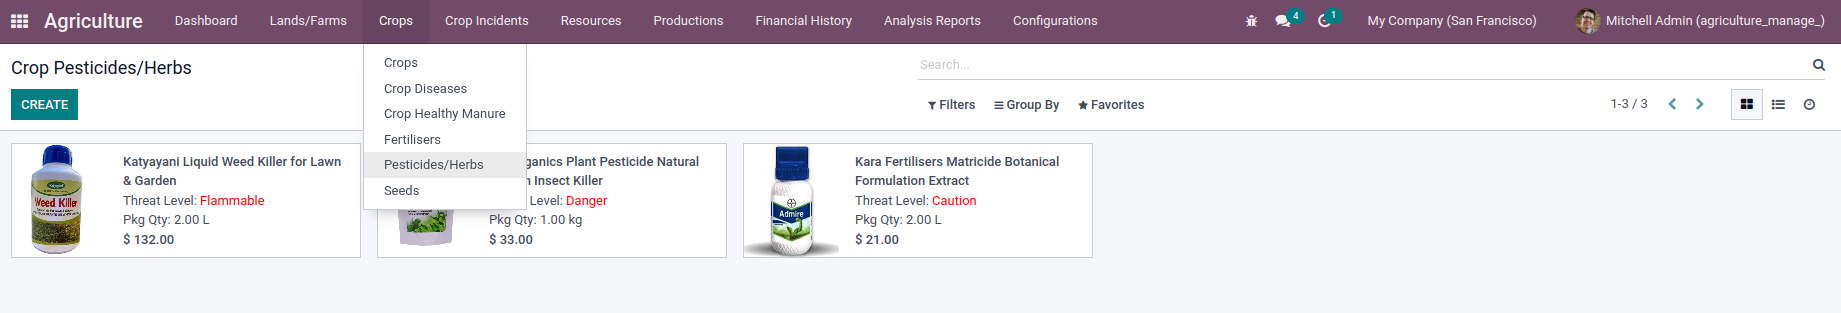 Agriculture Dashboard Lands/Farms Crops Crop Incidents Resources Productions Financial History Analysis Reports Configurations 4 1 My Company (San Francisco) Mitchell Admin (agriculture_manage_)
Crop Pesticides/Herbs
Search...
CREATE
Filters Group By Favorites 1-3 / 3
Crops
Crop Diseases
Crop Healthy Manure
Fertilisers
Pesticides/Herbs
Seeds
Katyayani Liquid Weed Killer for Lawn
& Garden
Threat Level: Flammable
Pkg Qty: 2.00 L
$ 132.00
Weed Killer
ganics Plant Pesticide Natural
Insect Killer
Level: Danger
Pkg Qty: 1.00 kg
$ 33.00
Kara Fertilisers Matricide Botanical
Formulation Extract
Threat Level: Caution
Pkg Qty: 2.00 L
$ 21.00
Admire